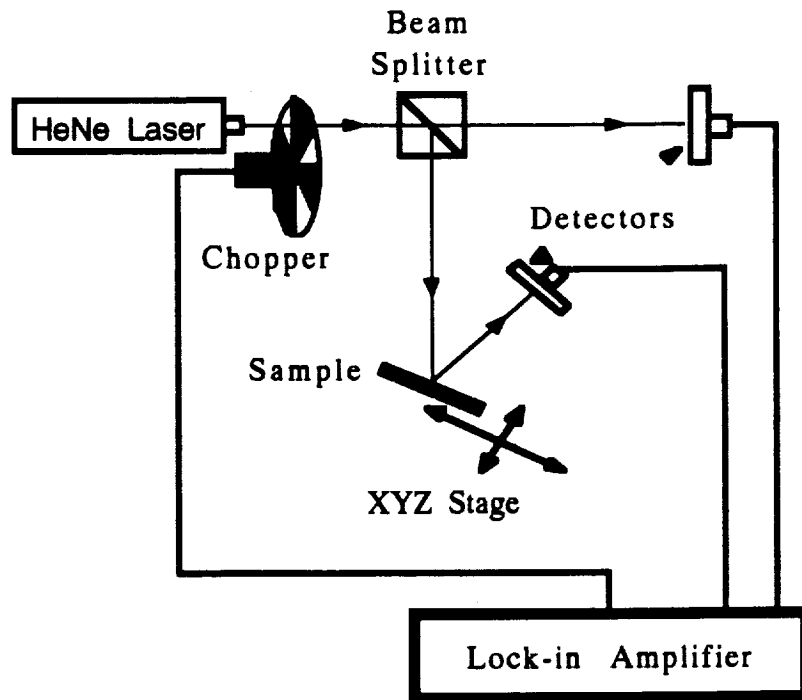 Beam
Splitter
HeNe Laser
Chopper
Detectors
Sample
XYZ Stage
Lock-in Amplifier